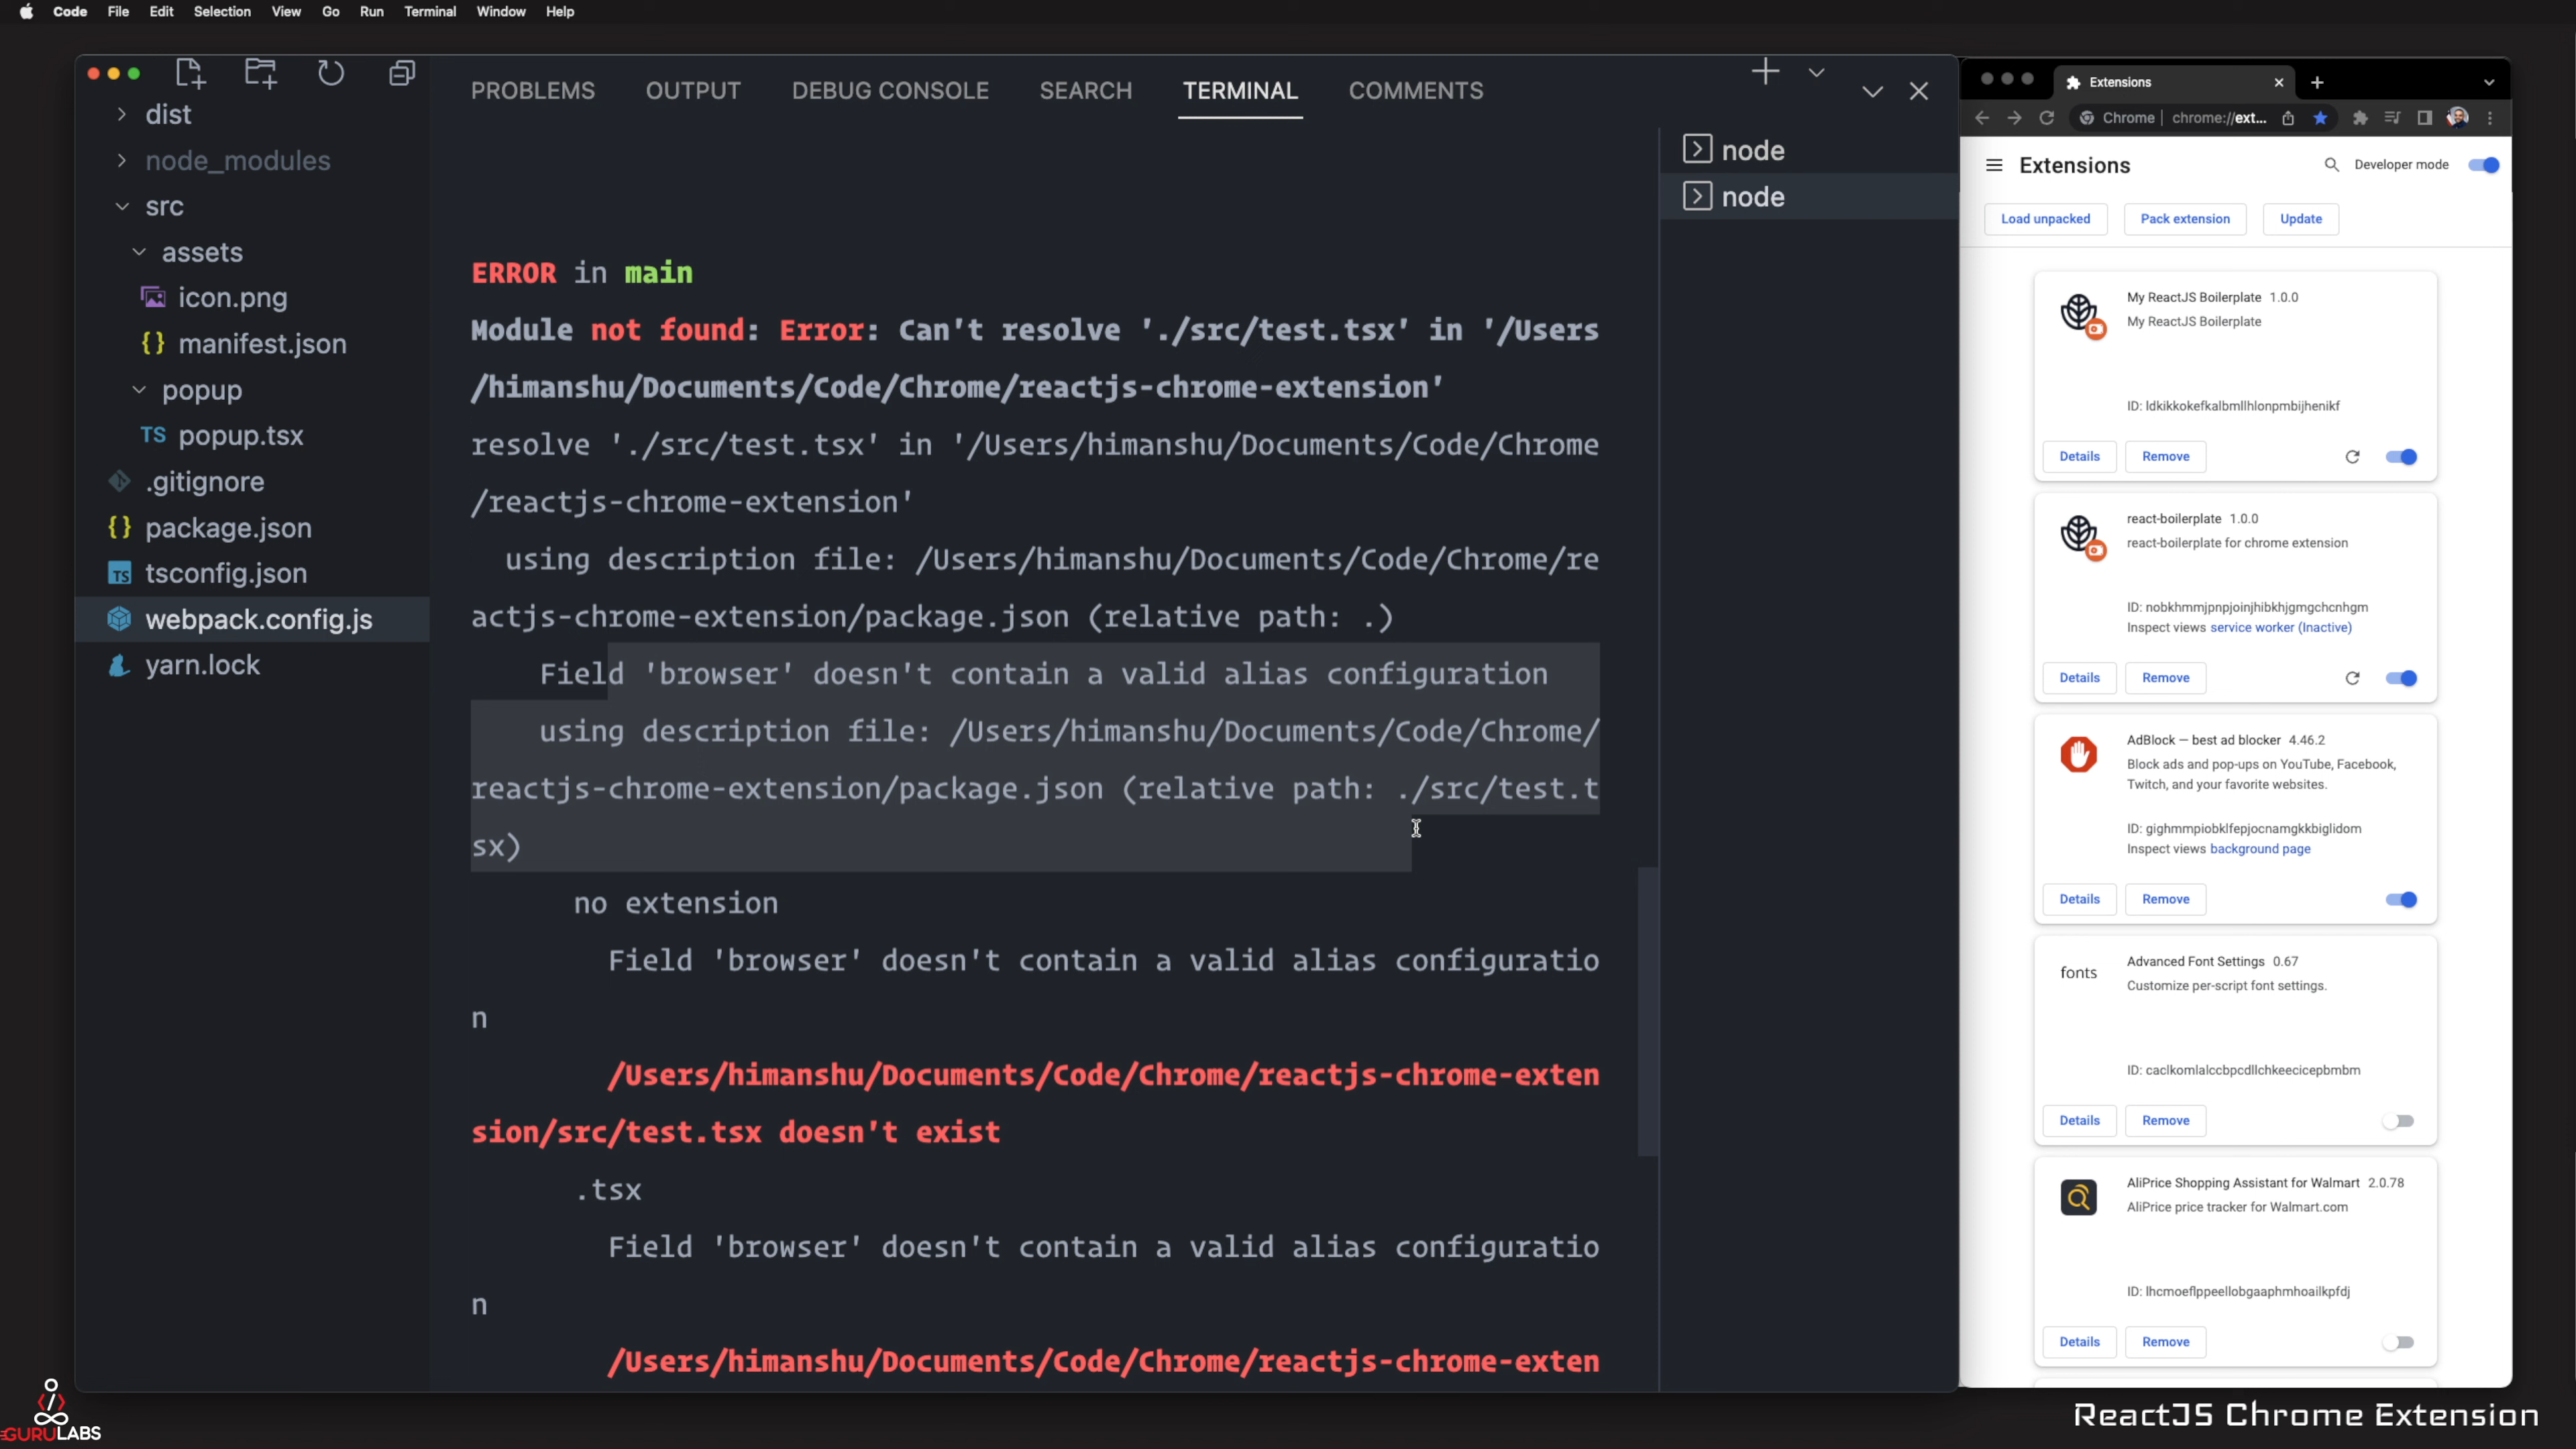 Code File Edit Selection View Go Run Terminal Window Help
dist
node_modules
src
assets
icon.png
manifest.json
popup
TS popup.tsx
.gitignore
{} package.json
TS tsconfig.json
webpack.config.js
yarn.lock
PROBLEMS OUTPUT DEBUG CONSOLE SEARCH TERMINAL COMMENTS
ERROR in main
Module not found: Error: Can't resolve './src/test.tsx' in '/Users
/himanshu/Documents/Code/Chrome/reactjs-chrome-extension'
resolve './src/test.tsx' in '/Users/himanshu/Documents/Code/Chrome
/reactjs-chrome-extension'
using description file: /Users/himanshu/Documents/Code/Chrome/re
actjs-chrome-extension/package.json (relative path: .)
Field 'browser' doesn't contain a valid alias configuration
using description file: /Users/himanshu/Documents/Code/Chrome/
reactjs-chrome-extension/package.json (relative path: ./src/test.t
sx)
no extension
Field 'browser' doesn't contain a valid alias configuratio
n
/Users/himanshu/Documents/Code/Chrome/reactjs-chrome-exten
sion/src/test.tsx doesn't exist
.tsx
Field 'browser' doesn't contain a valid alias configuratio
n
/Users/himanshu/Documents/Code/Chrome/reactjs-chrome-exten
node
node
Extensions
Chrome | chrome://ext...
Extensions Developer mode
Load unpacked Pack extension Update
My ReactJS Boilerplate 1.0.0
My ReactJS Boilerplate
ID: ldkikkokefkalbmllhlonpmbijhenikf
Details Remove
react-boilerplate 1.0.0
react-boilerplate for chrome extension
ID: nobkhmmjpnpjoinjhibkhjgmgchcnhgm
Inspect views service worker (Inactive)
Details Remove
AdBlock — best ad blocker 4.46.2
Block ads and pop-ups on YouTube, Facebook,
Twitch, and your favorite websites.
ID: gighmmpiobklfepjocnamgkkbiglidom
Inspect views background page
Details Remove
fonts
Advanced Font Settings 0.67
Customize per-script font settings.
ID: caclkomlalccbpcdllchkeecicepbmbm
Details Remove
AliPrice Shopping Assistant for Walmart 2.0.78
AliPrice price tracker for Walmart.com
ID: lhcmoeflppeellobgaaphmhoailkpfdj
Details Remove
GURULABS
ReactJS Chrome Extension